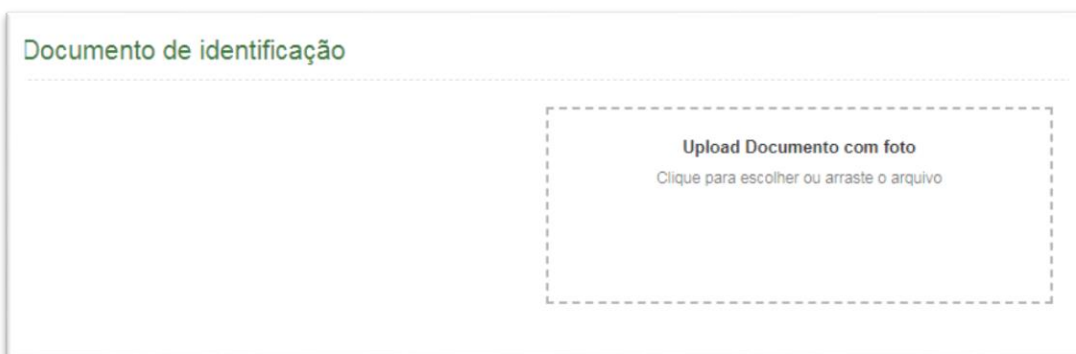 Documento de identificação
Upload Documento com foto
Clique para escolher ou arraste o arquivo